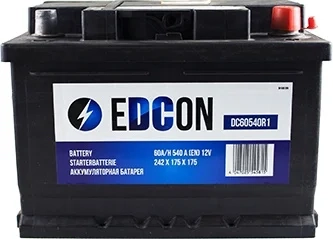 EDCON
DC60540R1
BATTERY
STARTERBATTERIE
АККУМУЛЯТОРНАЯ БАТАРЕЯ
60A/H 540 A (EN) 12V
242 X 175 X 175